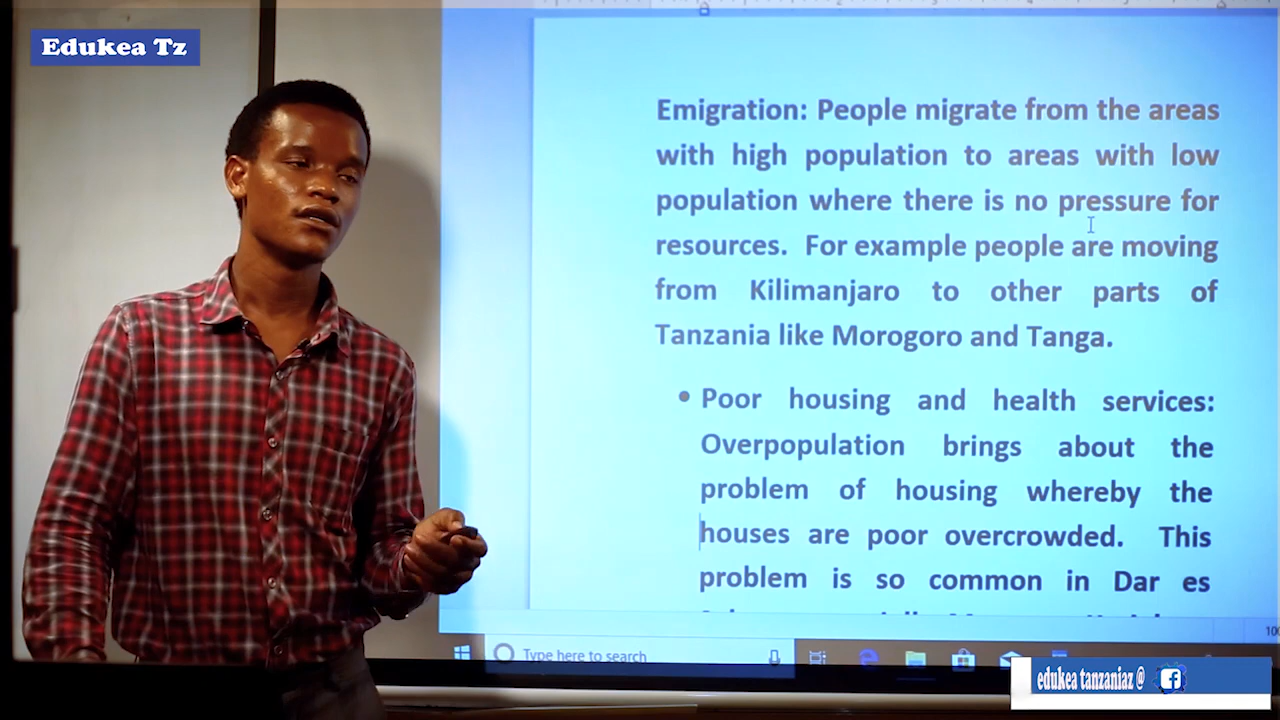 Edukea Tz
Emigration: People migrate from the areas
with high population to areas with low
population where there is no pressure for
resources. For example people are moving
from Kilimanjaro to other parts of
Tanzania like Morogoro and Tanga.
• Poor housing and health services:
Overpopulation brings about the
problem of housing whereby the
houses are poor overcrowded. This
problem is so common in Dar es
100
Type here to search
edukea tanzaniaz @